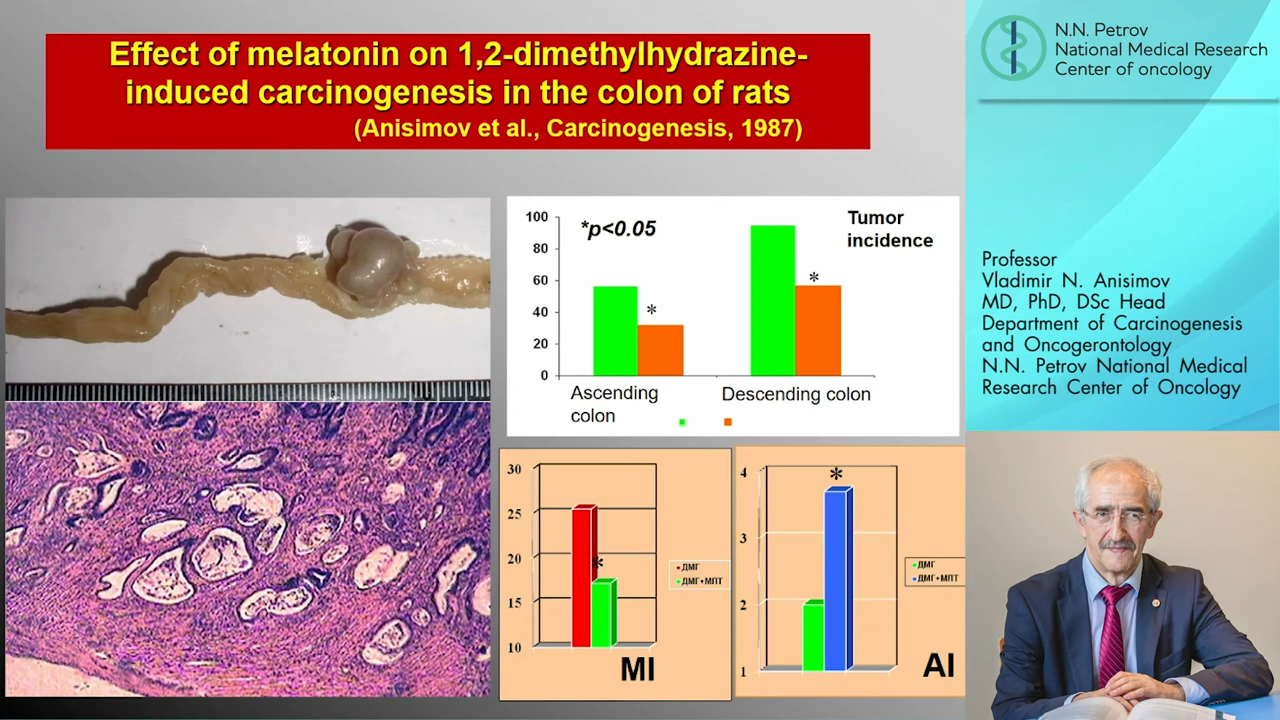 Effect of melatonin on 1,2-dimethylhydrazine-
induced carcinogenesis in the colon of rats
(Anisimov et al., Carcinogenesis, 1987)
N.N. Petrov
National Medical Research
Center of oncology
Professor
Vladimir N. Anisimov
MD, PhD, DSc Head
Department of Carcinogenesis
and Oncogerontology
N.N. Petrov National Medical
Research Center of Oncology
100
80
60
40
20
0
*p<0.05
Tumor
incidence
*
*
Ascending
colon
Descending colon
30
25
20
15
10
*
ДМГ
ДМГ+МЛТ
MI
4
3
2
1
*
ДМГ
ДМГ+МЛТ
AI